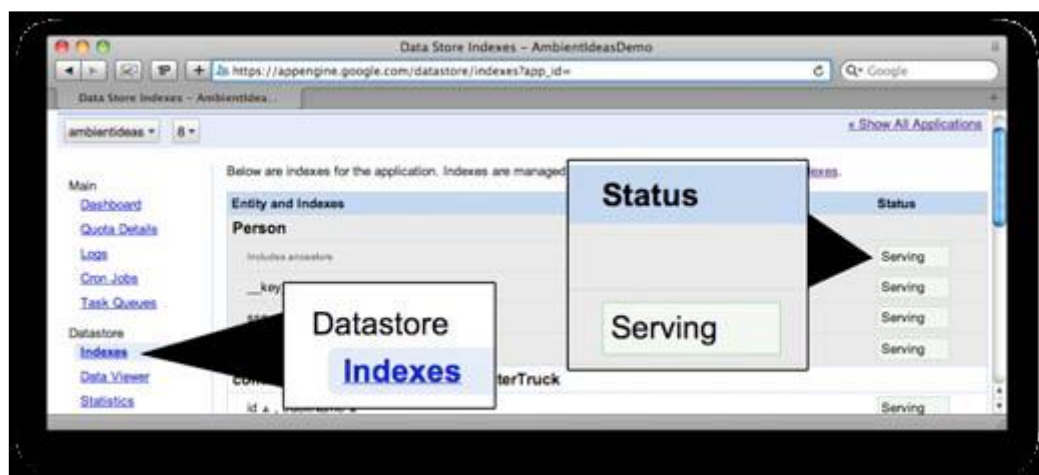 Data Store Indexes - AmbientIdeasDemo
https://appengine.google.com/datastore/indexes?app_id=
Google
Data Store Indexes - AmbientIdea...
ambientideas 8
« Show All Applications
Below are indexes for the application. Indexes are managed
Main
Dashboard
Quota Details
Logs
Cron Jobs
Task Queues
Datastore
Indexes
Data Viewer
Statistics
Entity and Indexes
Status
Person
Includes ancestors
Serving
__key
Serving
Serving
Serving
terTruck
id ▲ ,
Serving
Datastore
Indexes
Status
Serving